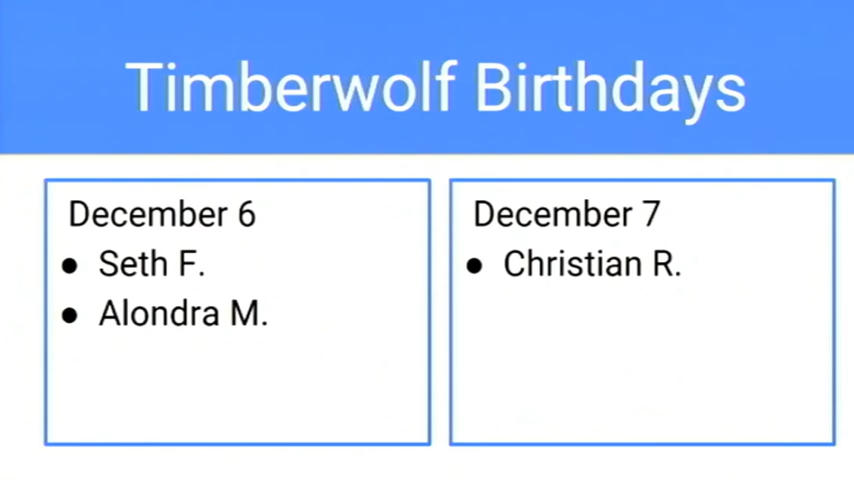 Timberwolf Birthdays
December 6
● Seth F.
● Alondra M.
December 7
● Christian R.